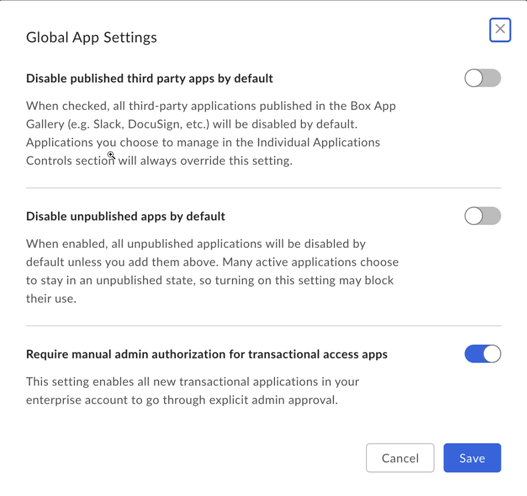 Global App Settings
Disable published third party apps by default
When checked, all third-party applications published in the Box App
Gallery (e.g. Slack, DocuSign, etc.) will be disabled by default.
Applications you choose to manage in the Individual Applications
Controls section will always override this setting.
Disable unpublished apps by default
When enabled, all unpublished applications will be disabled by
default unless you add them above. Many active applications choose
to stay in an unpublished state, so turning on this setting may block
their use.
Require manual admin authorization for transactional access apps
This setting enables all new transactional applications in your
enterprise account to go through explicit admin approval.
Cancel Save